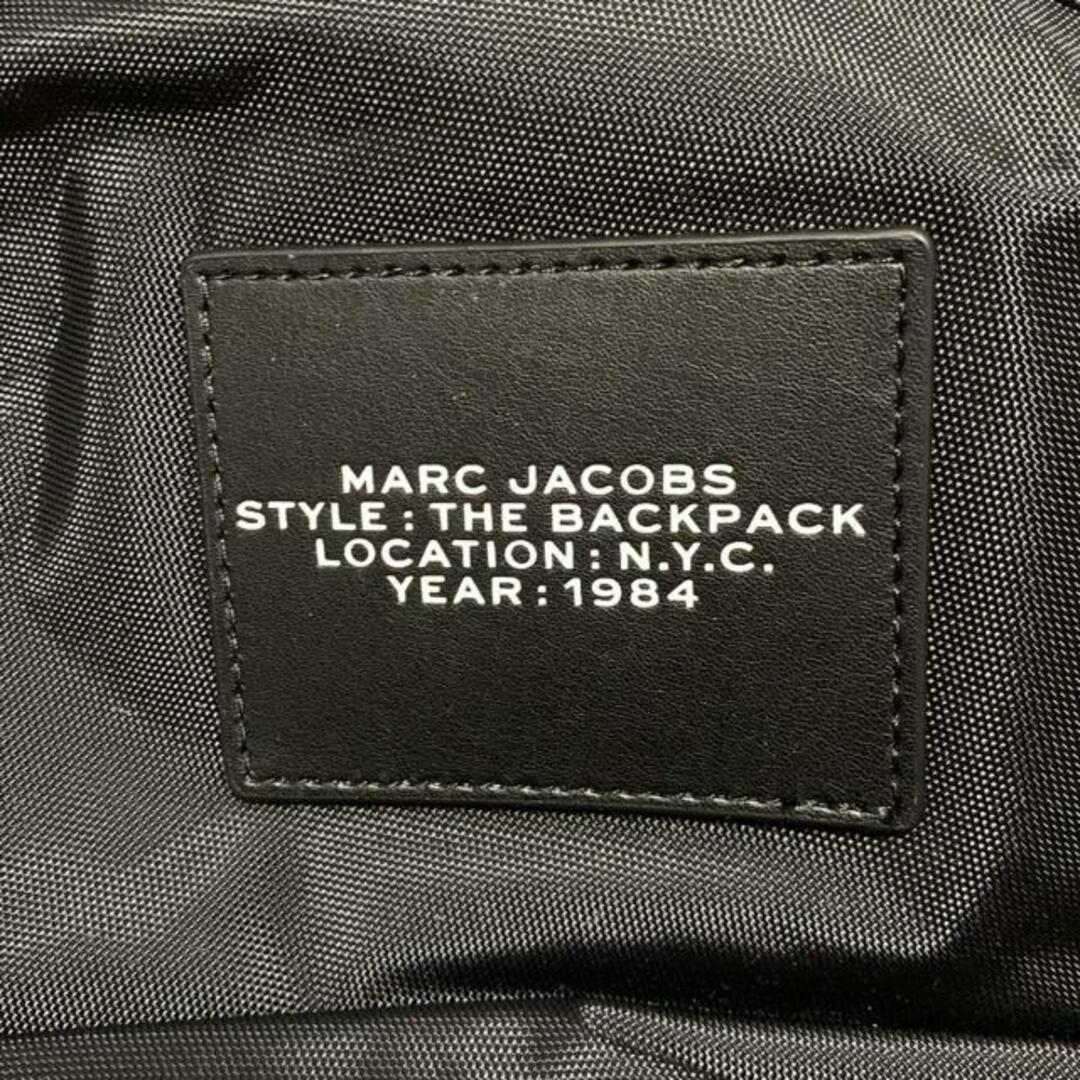 MARC JACOBS
STYLE : THE BACKPACK
LOCATION : N.Y.C.
YEAR : 1984